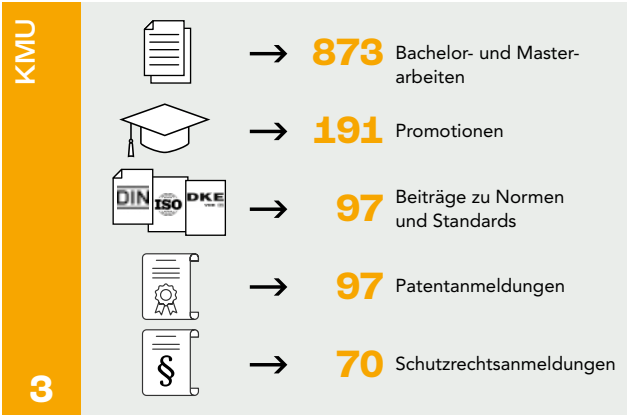 KMU
873 Bachelor- und Master-
arbeiten
191 Promotionen
DIN ISO DKE
97 Beiträge zu Normen
und Standards
97 Patentanmeldungen
§
70 Schutzrechtsanmeldungen
3